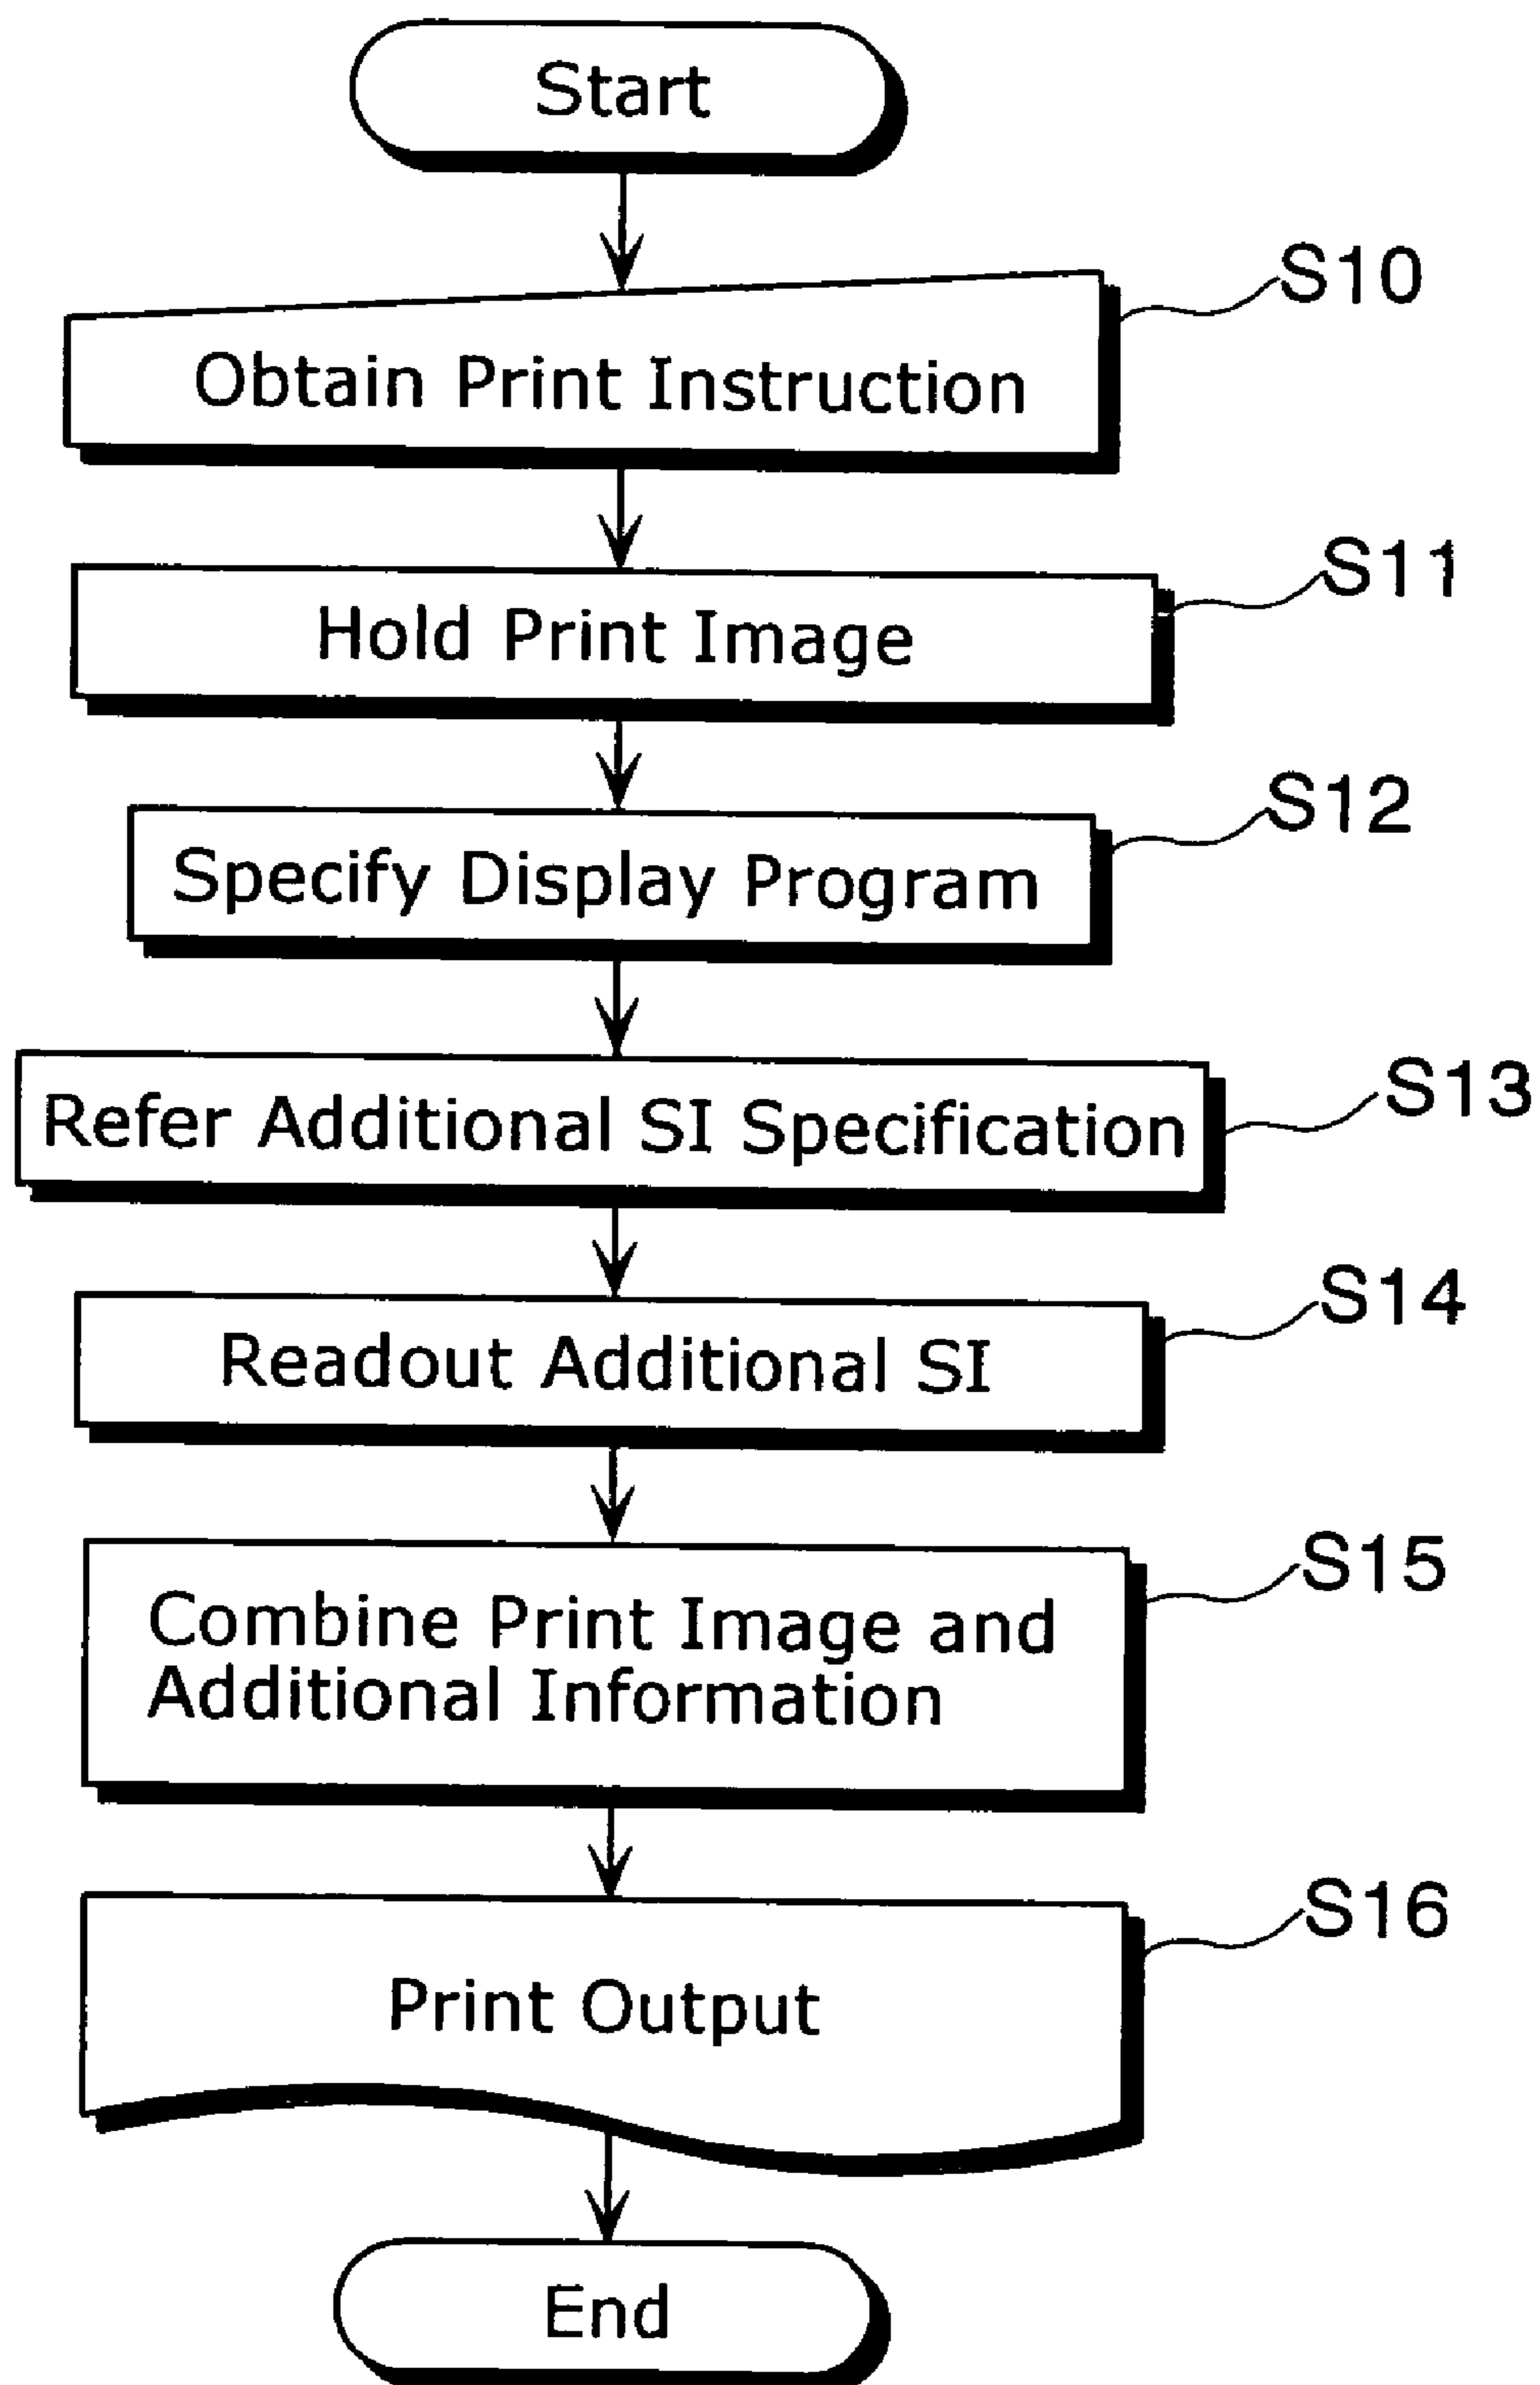 Start
S10
Obtain Print Instruction
S11
Hold Print Image
S12
Specify Display Program
S13
Refer Additional SI Specification
S14
Readout Additional SI
S15
Combine Print Image and
Additional Information
S16
Print Output
End